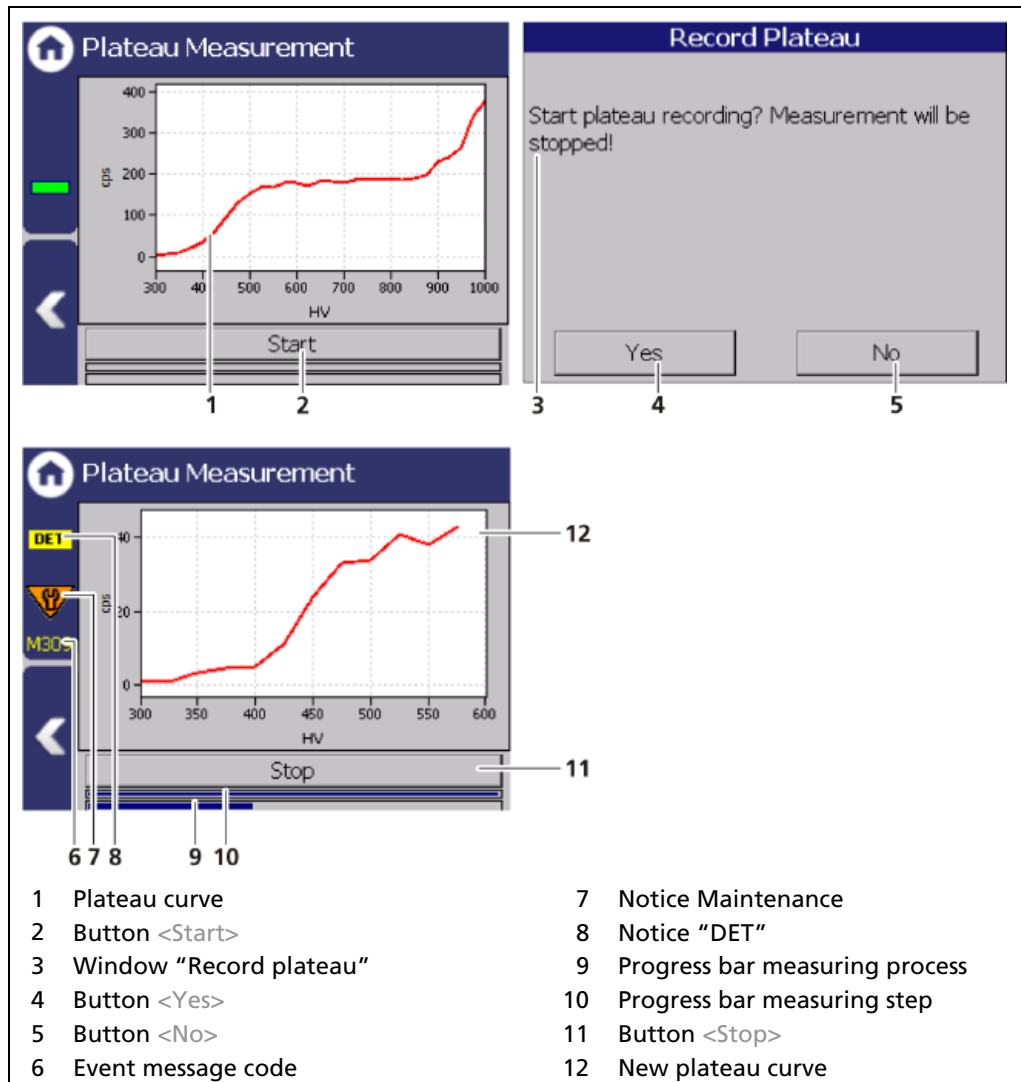 Plateau Measurement
400
300
200
100
0
cps
300 40 500 600 700 800 900 1000
HV
Start
1 2
Record Plateau
Start plateau recording? Measurement will be
stopped!
Yes No
3 4 5
Plateau Measurement
DET
M309
40
20
0
cps
300 350 400 450 500 550 600
HV
Stop
12
11
6 7 8 9 10
1 Plateau curve
2 Button <Start>
3 Window “Record plateau”
4 Button <Yes>
5 Button <No>
6 Event message code
7 Notice Maintenance
8 Notice “DET”
9 Progress bar measuring process
10 Progress bar measuring step
11 Button <Stop>
12 New plateau curve